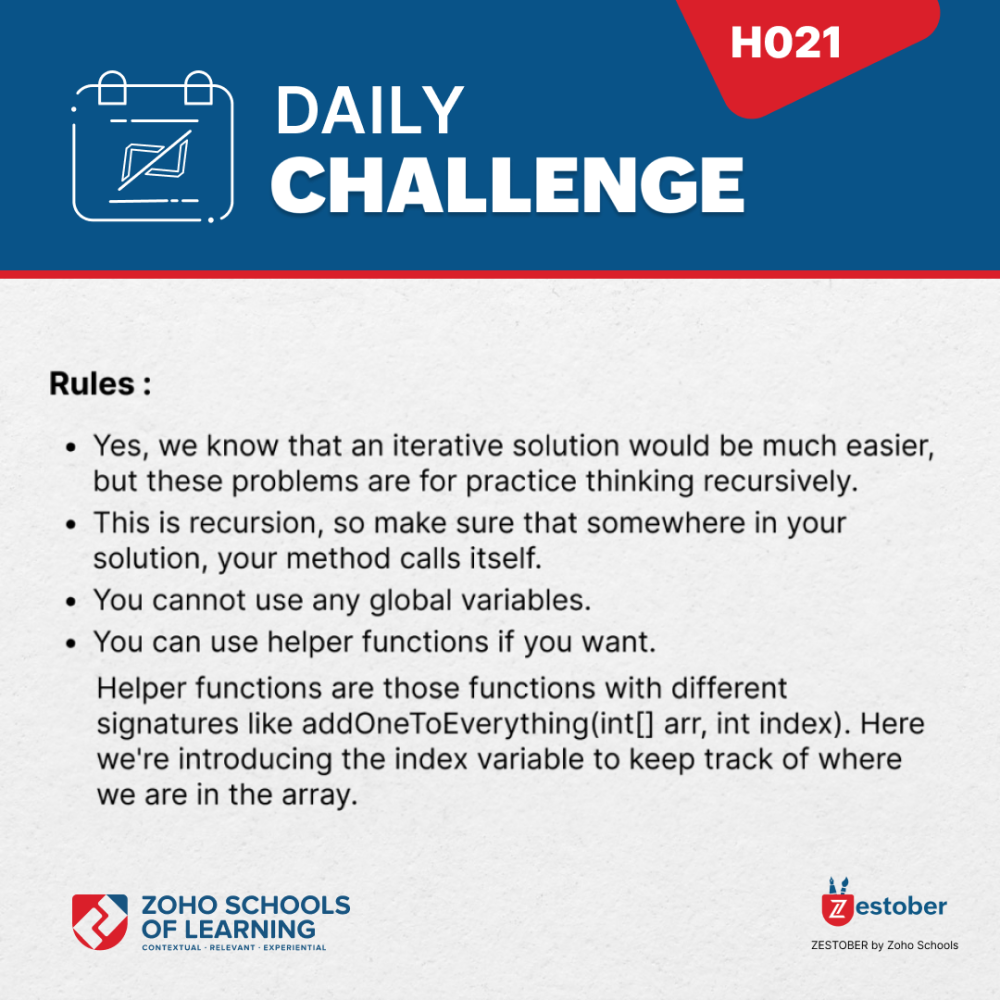 H021
DAILY
CHALLENGE
Rules :
• Yes, we know that an iterative solution would be much easier,
but these problems are for practice thinking recursively.
• This is recursion, so make sure that somewhere in your
solution, your method calls itself.
• You cannot use any global variables.
• You can use helper functions if you want.
Helper functions are those functions with different
signatures like addOneToEverything(int[] arr, int index). Here
we're introducing the index variable to keep track of where
we are in the array.
ZOHO SCHOOLS
OF LEARNING
CONTEXTUAL · RELEVANT · EXPERIENTIAL
Zestober
ZESTOBER by Zoho Schools